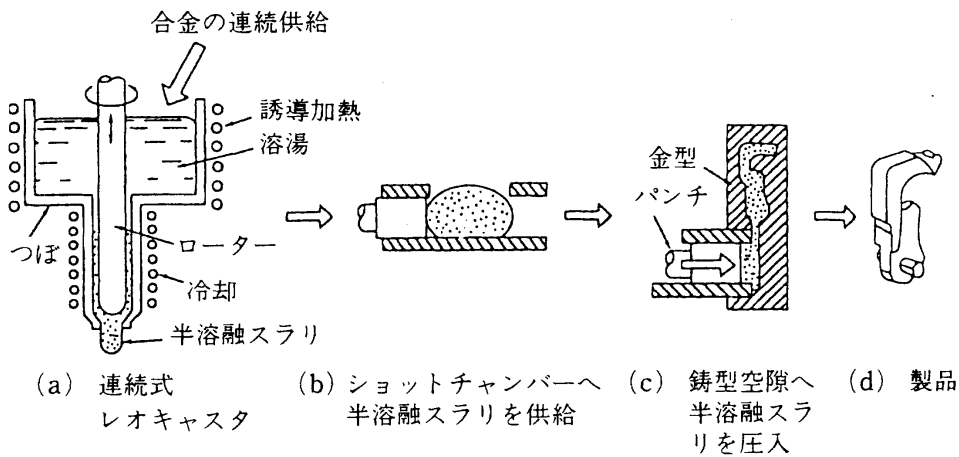 合金の連続供給
誘導加熱
溶湯
つぼ
ローター
冷却
半溶融スラリ
金型
パンチ
(a) 連続式
レオキャスタ
(b) ショットチャンバーへ
半溶融スラリを供給
(c) 鋳型空隙へ
半溶融スラ
リを圧入
(d) 製品